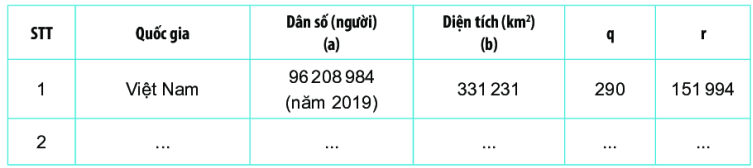 STT Quốc gia Dân số (người) (a) Diện tích (km²) (b) q r
1 Việt Nam 96 208 984 (năm 2019) 331 231 290 151 994
2 ... ... ... ... ...